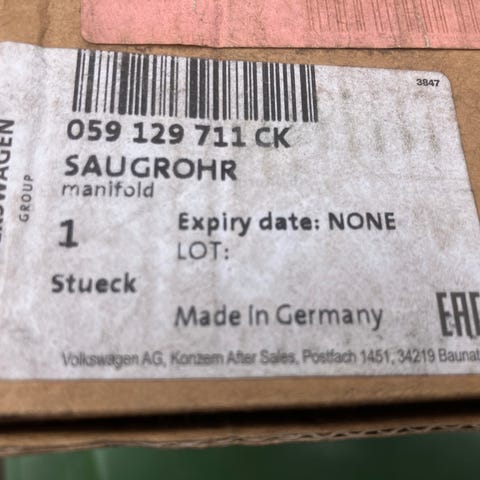 3847
059 129 711 CK
SAUGROHR
manifold
1
Expiry date: NONE
LOT:
Stueck
Made in Germany
EAC
Volkswagen AG, Konzern After Sales, Postfach 1451, 34219 Baunat
GROUP